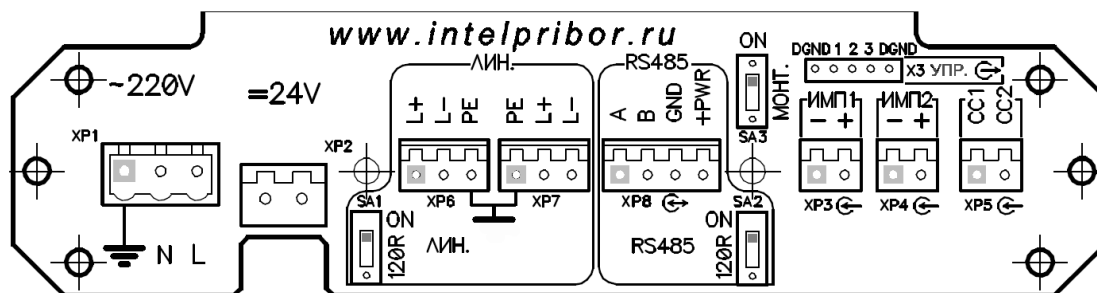 www.intelpribor.ru
~220V
=24V
XP1
XP2
N L
ЛИН.
L+ L- PE PE L+ L-
XP6 XP7
SA1
ON
120R
ЛИН.
RS485
A B GND +PWR
XP8
RS485
SA2
ON
120R
ON
МОНТ.
SA3
DGND 1 2 3 DGND
X3 УПР.
ИМП1
- +
XP3
ИМП2
- +
XP4
CC1 CC2
XP5